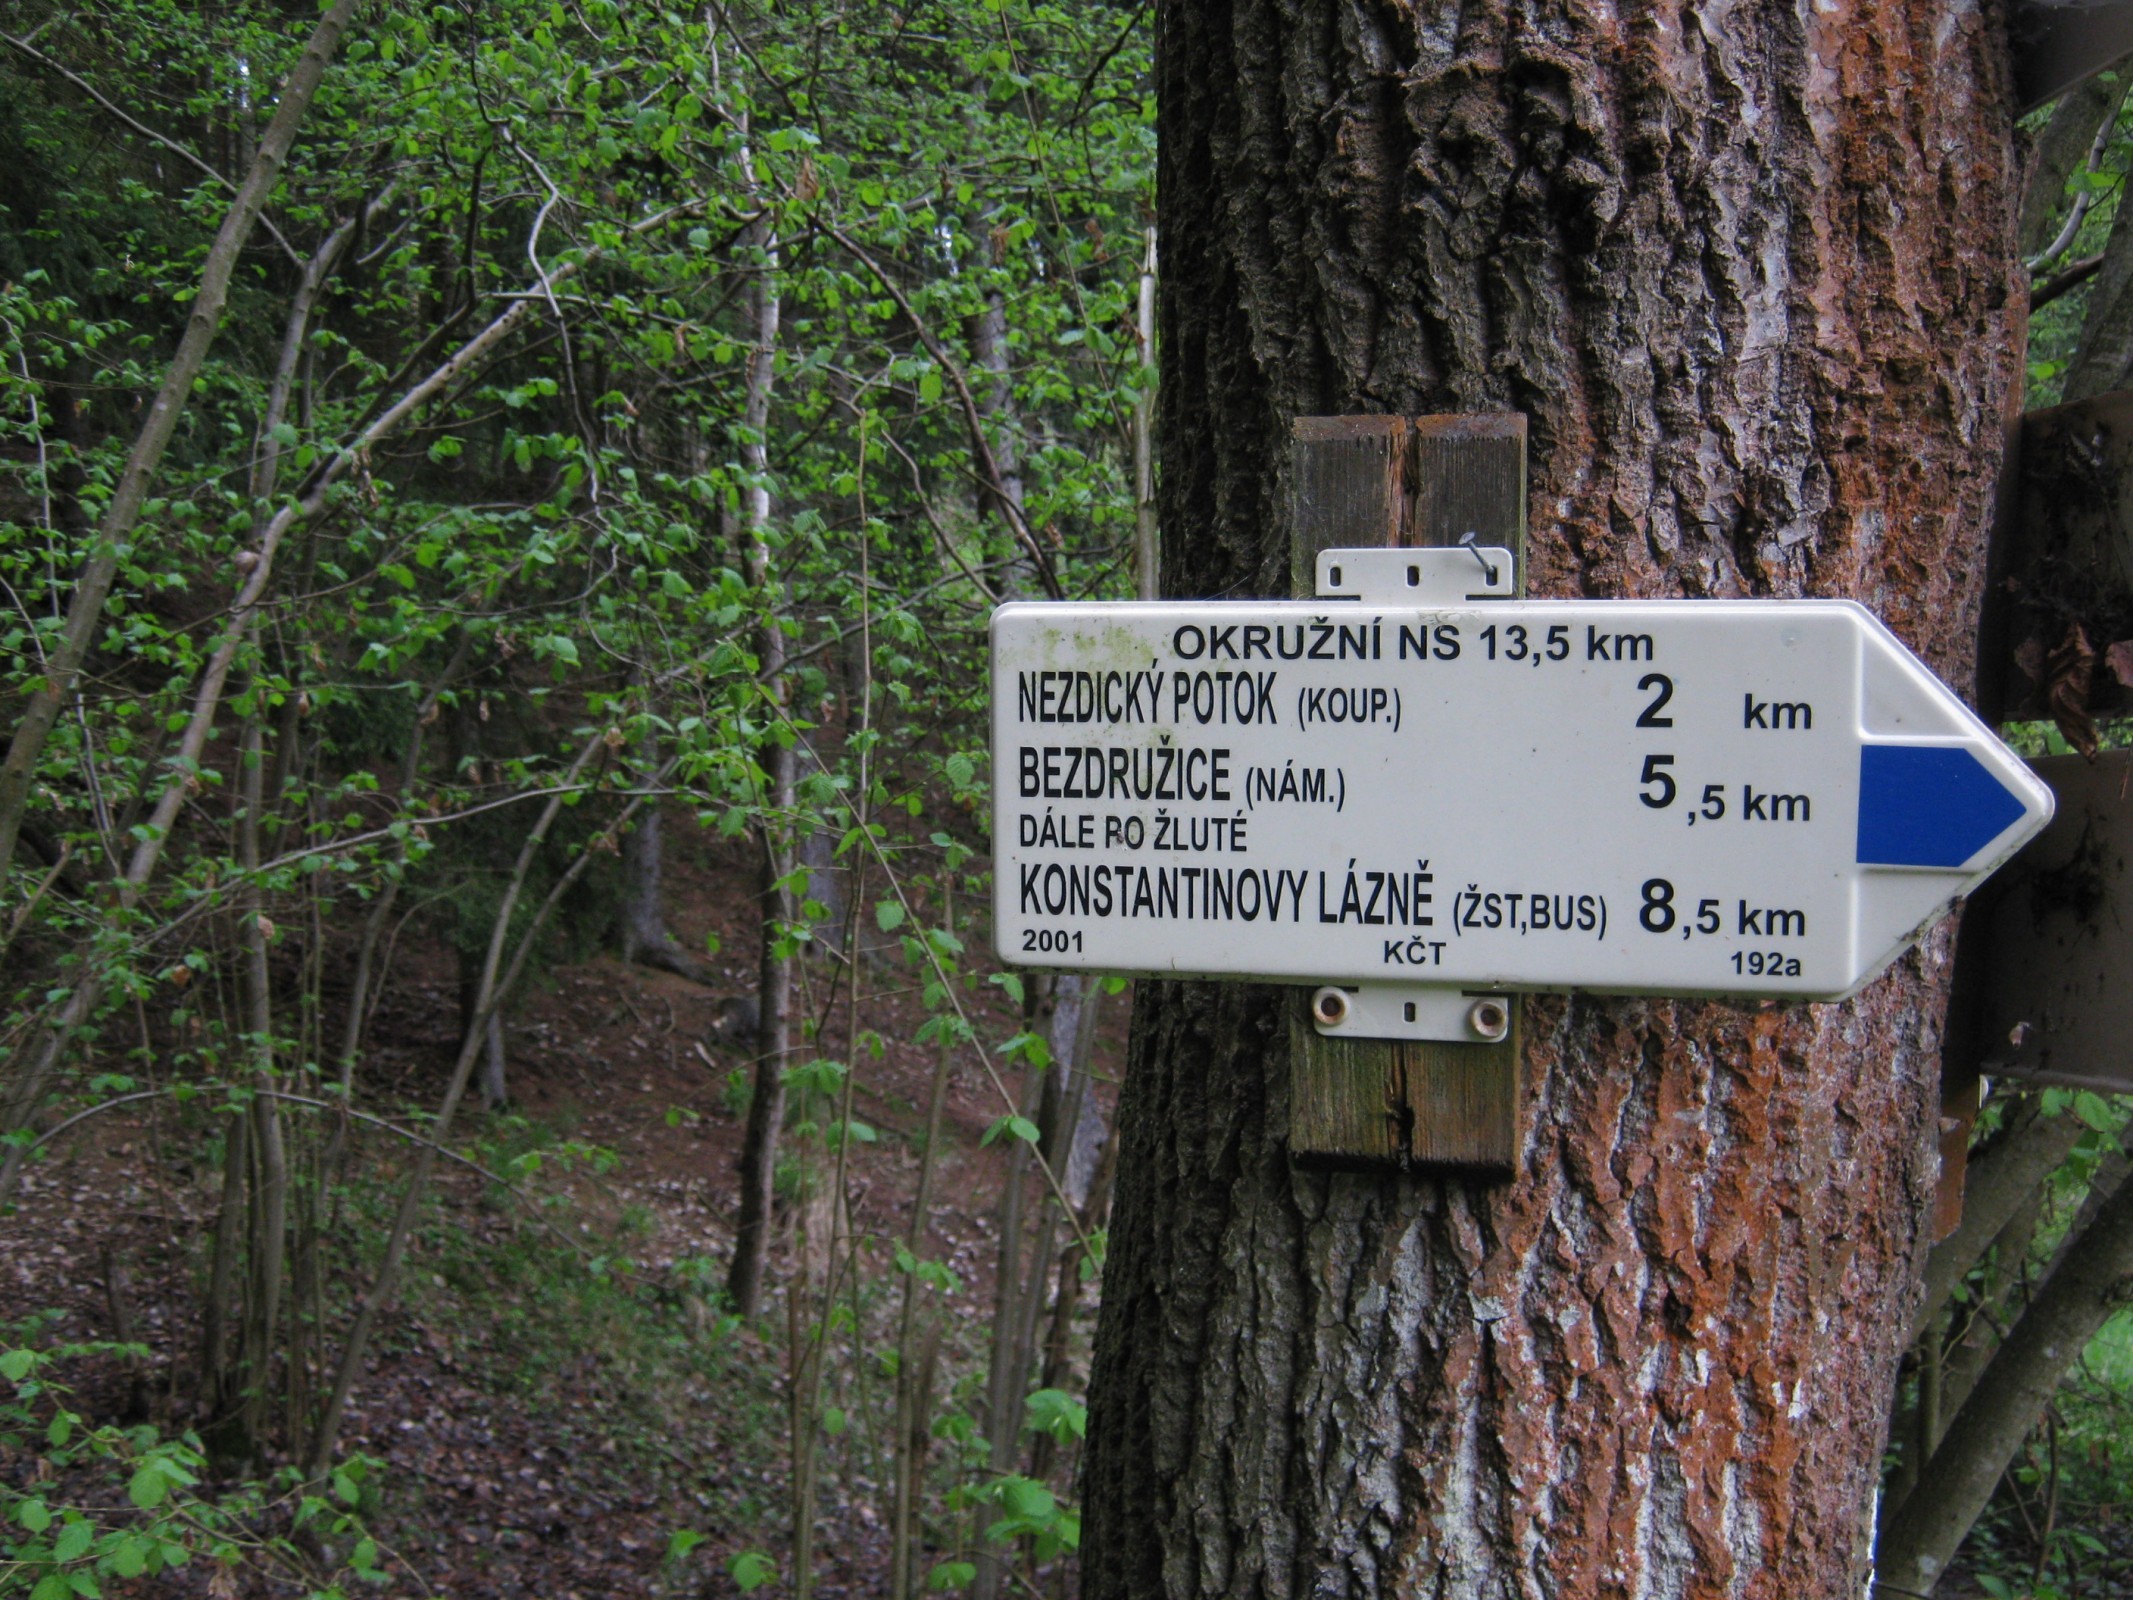 OKRUŽNÍ NS 13,5 km
NEZDICKÝ POTOK (KOUP.) 2 km
BEZDRUŽICE (NÁM.) 5,5 km
DÁLE PO ŽLUTÉ
KONSTANTINOVY LÁZNĚ (ŽST,BUS) 8,5 km
2001 KČT 192a